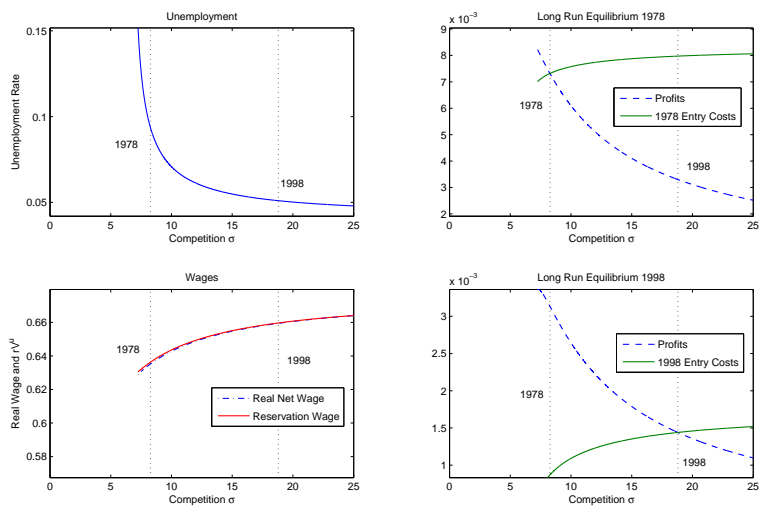 Unemployment
0.15
0.1
0.05
Unemployment Rate
1978
1998
0 5 10 15 20 25
Competition σ
Long Run Equilibrium 1978
x 10⁻³
9
8
7
6
5
4
3
2
1978
1998
Profits
1978 Entry Costs
0 5 10 15 20 25
Competition σ
Wages
0.66
0.64
0.62
0.6
0.58
Real Wage and rVᵘ
1978
1998
Real Net Wage
Reservation Wage
0 5 10 15 20 25
Competition σ
Long Run Equilibrium 1998
x 10⁻³
3
2.5
2
1.5
1
1978
1998
Profits
1998 Entry Costs
0 5 10 15 20 25
Competition σ